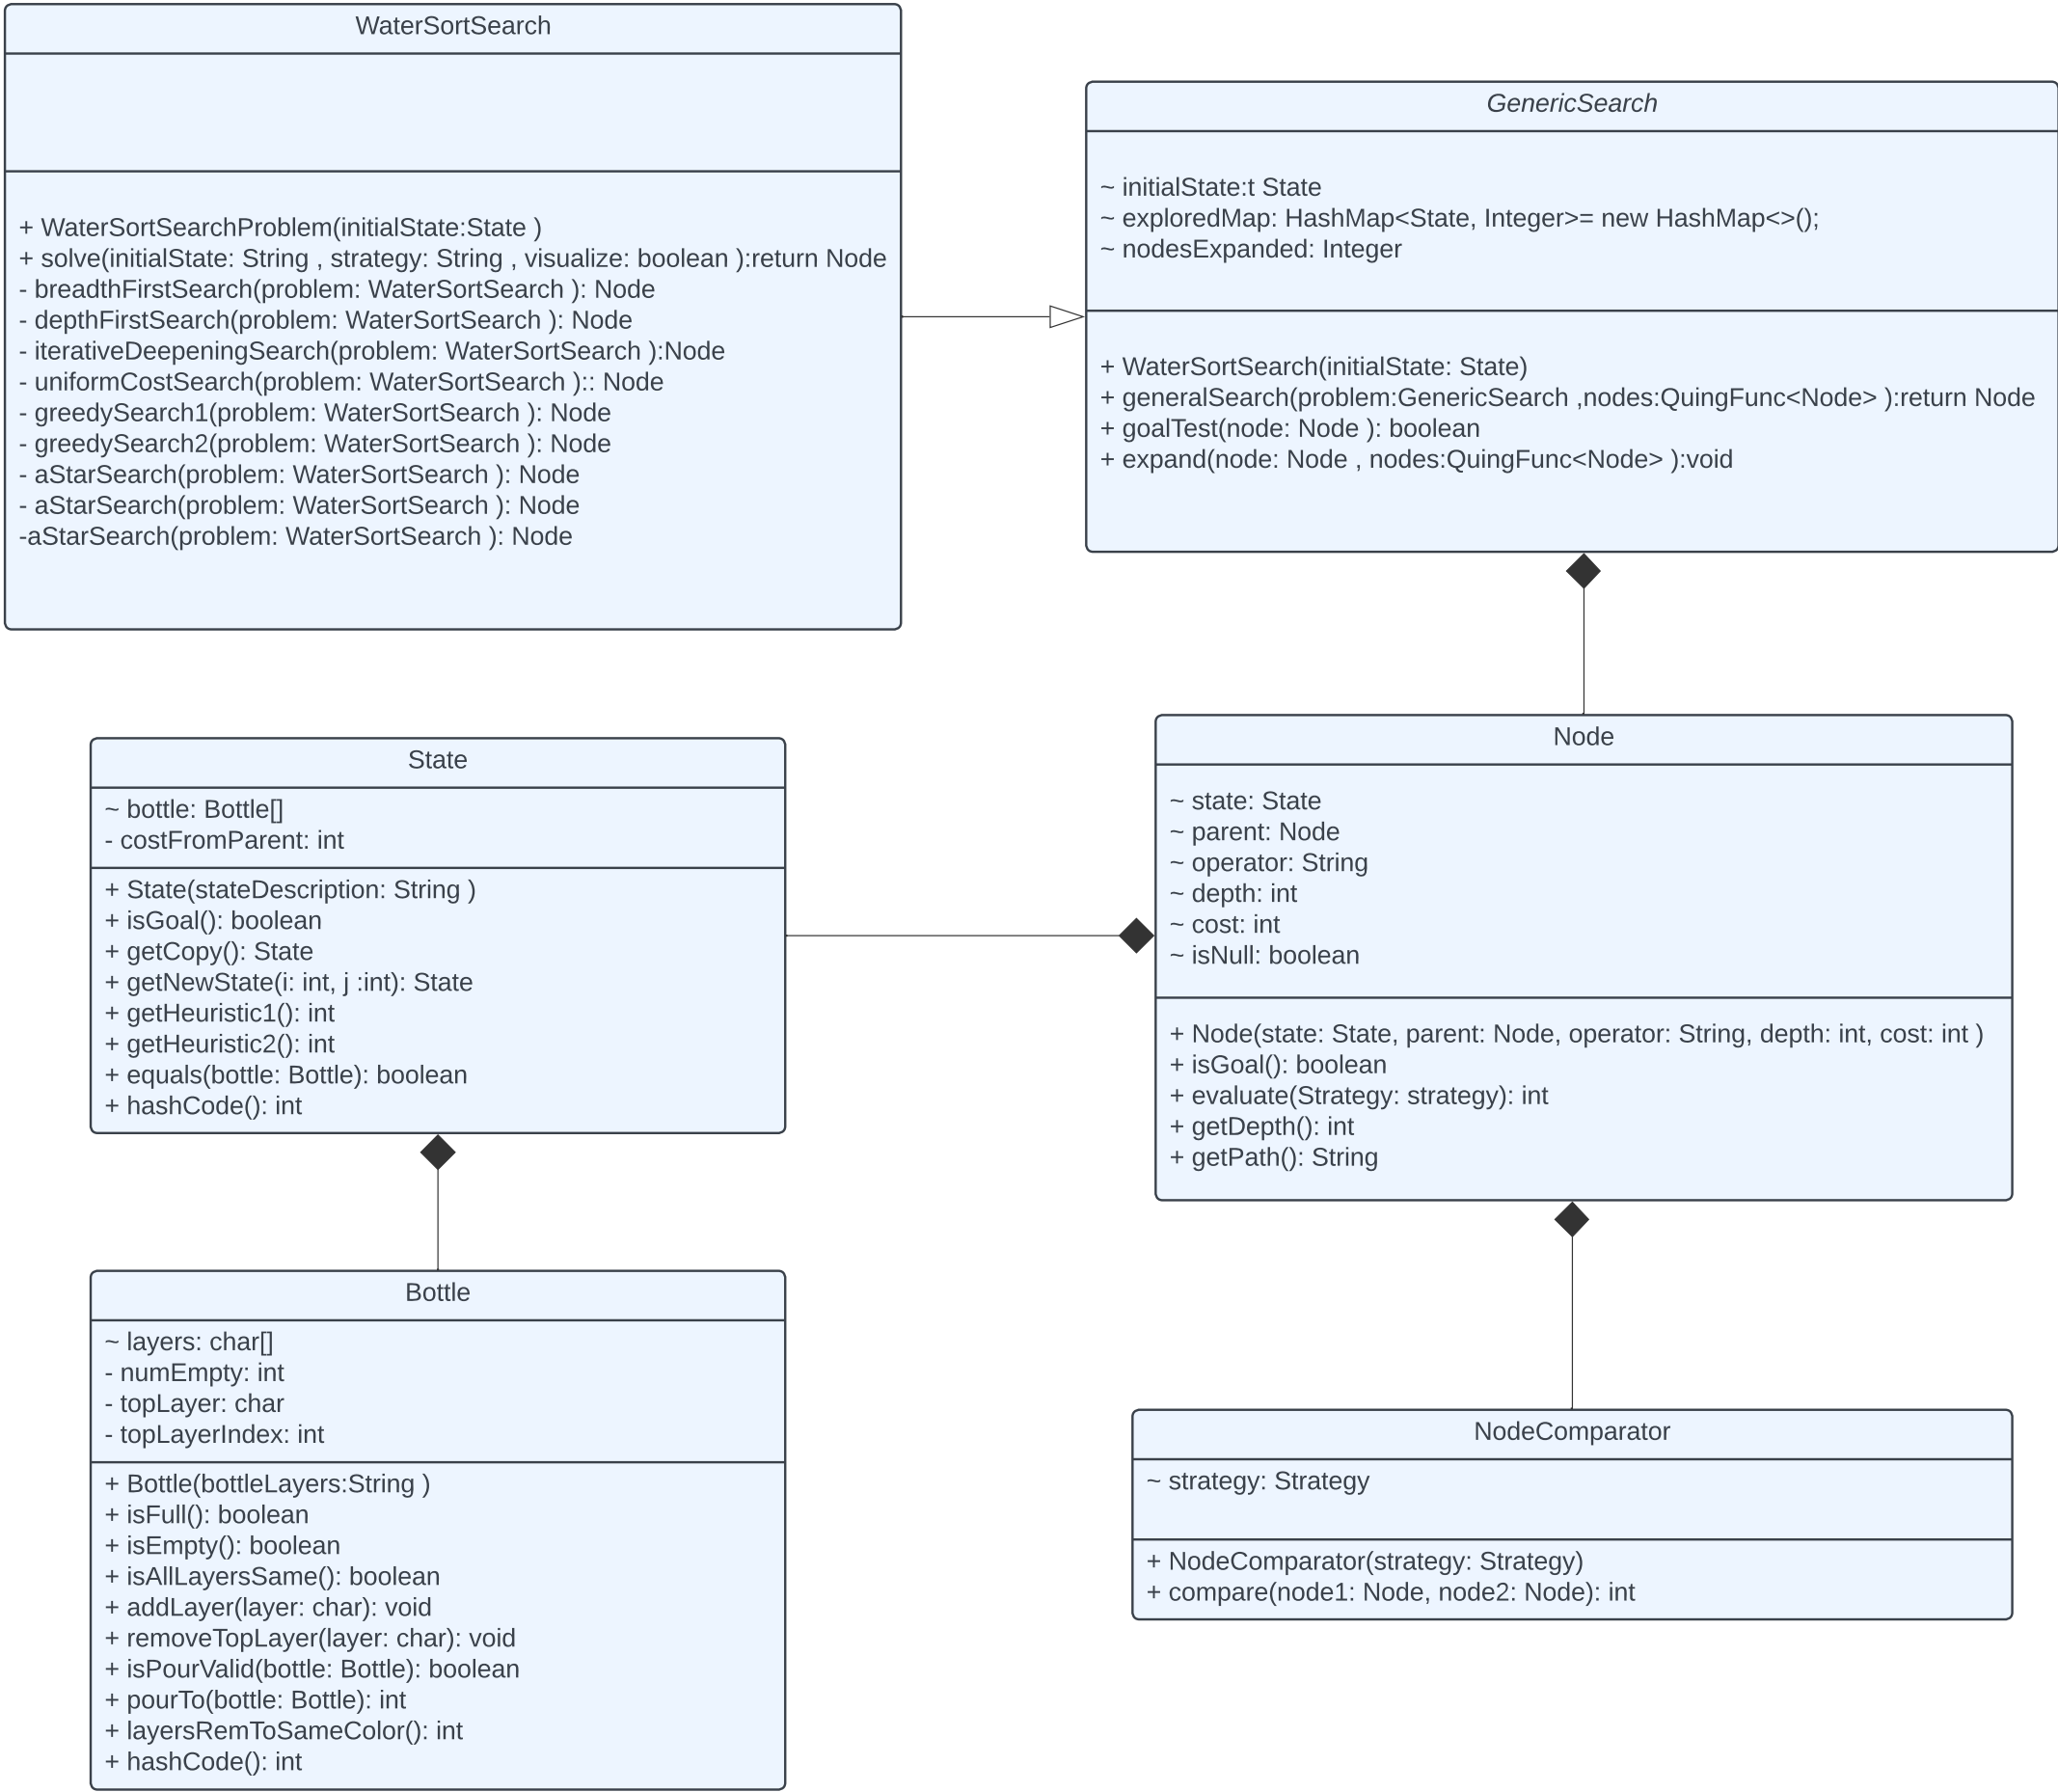 WaterSortSearch
+ WaterSortSearchProblem(initialState:State )
+ solve(initialState: String , strategy: String , visualize: boolean ):return Node
- breadthFirstSearch(problem: WaterSortSearch ): Node
- depthFirstSearch(problem: WaterSortSearch ): Node
- iterativeDeepeningSearch(problem: WaterSortSearch ):Node
- uniformCostSearch(problem: WaterSortSearch ):: Node
- greedySearch1(problem: WaterSortSearch ): Node
- greedySearch2(problem: WaterSortSearch ): Node
- aStarSearch(problem: WaterSortSearch ): Node
- aStarSearch(problem: WaterSortSearch ): Node
-aStarSearch(problem: WaterSortSearch ): Node
GenericSearch
~ initialState:t State
~ exploredMap: HashMap<State, Integer>= new HashMap<>();
~ nodesExpanded: Integer
+ WaterSortSearch(initialState: State)
+ generalSearch(problem:GenericSearch ,nodes:QuingFunc<Node> ):return Node
+ goalTest(node: Node ): boolean
+ expand(node: Node , nodes:QuingFunc<Node> ):void
State
~ bottle: Bottle[]
- costFromParent: int
+ State(stateDescription: String )
+ isGoal(): boolean
+ getCopy(): State
+ getNewState(i: int, j :int): State
+ getHeuristic1(): int
+ getHeuristic2(): int
+ equals(bottle: Bottle): boolean
+ hashCode(): int
Node
~ state: State
~ parent: Node
~ operator: String
~ depth: int
~ cost: int
~ isNull: boolean
+ Node(state: State, parent: Node, operator: String, depth: int, cost: int )
+ isGoal(): boolean
+ evaluate(Strategy: strategy): int
+ getDepth(): int
+ getPath(): String
Bottle
~ layers: char[]
- numEmpty: int
- topLayer: char
- topLayerIndex: int
+ Bottle(bottleLayers:String )
+ isFull(): boolean
+ isEmpty(): boolean
+ isAllLayersSame(): boolean
+ addLayer(layer: char): void
+ removeTopLayer(layer: char): void
+ isPourValid(bottle: Bottle): boolean
+ pourTo(bottle: Bottle): int
+ layersRemToSameColor(): int
+ hashCode(): int
NodeComparator
~ strategy: Strategy
+ NodeComparator(strategy: Strategy)
+ compare(node1: Node, node2: Node): int